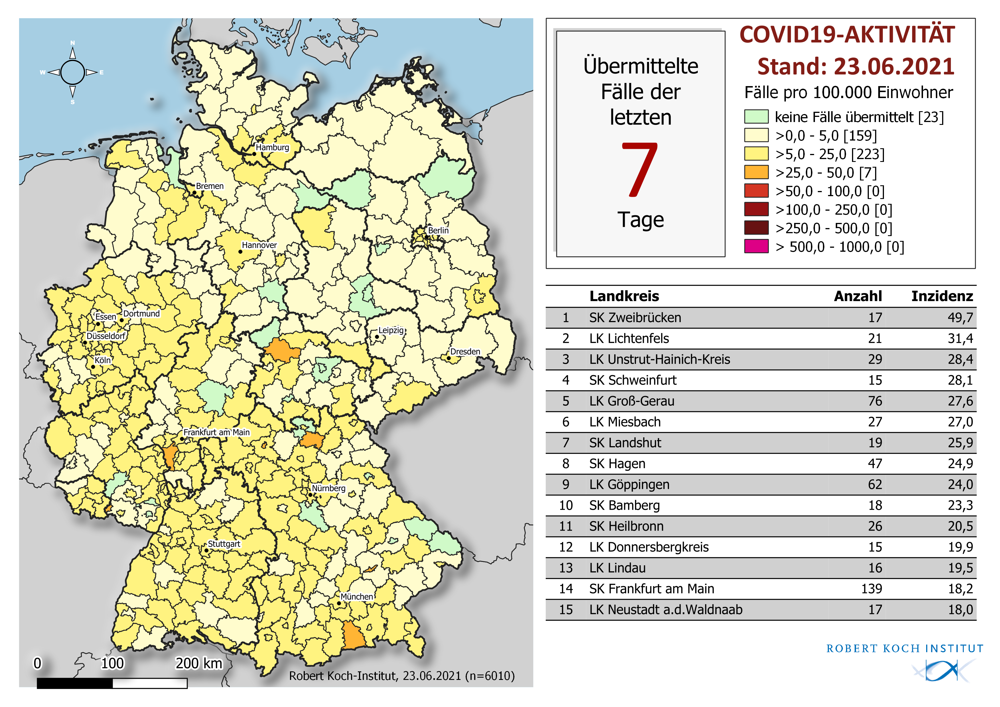 N
W
E
S
Hamburg
Bremen
Berlin
Hannover
Essen
Dortmund
Düsseldorf
Leipzig
Köln
Dresden
Frankfurt am Main
Nürnberg
Stuttgart
München
0 100 200 km
Robert Koch-Institut, 23.06.2021 (n=6010)
Übermittelte
Fälle der
letzten
7
Tage
COVID19-AKTIVITÄT
Stand: 23.06.2021
Fälle pro 100.000 Einwohner
keine Fälle übermittelt [23]
>0,0 - 5,0 [159]
>5,0 - 25,0 [223]
>25,0 - 50,0 [7]
>50,0 - 100,0 [0]
>100,0 - 250,0 [0]
>250,0 - 500,0 [0]
> 500,0 - 1000,0 [0]
Landkreis Anzahl Inzidenz
1 SK Zweibrücken 17 49,7
2 LK Lichtenfels 21 31,4
3 LK Unstrut-Hainich-Kreis 29 28,4
4 SK Schweinfurt 15 28,1
5 LK Groß-Gerau 76 27,6
6 LK Miesbach 27 27,0
7 SK Landshut 19 25,9
8 SK Hagen 47 24,9
9 LK Göppingen 62 24,0
10 SK Bamberg 18 23,3
11 SK Heilbronn 26 20,5
12 LK Donnersbergkreis 15 19,9
13 LK Lindau 16 19,5
14 SK Frankfurt am Main 139 18,2
15 LK Neustadt a.d.Waldnaab 17 18,0
ROBERT KOCH INSTITUT